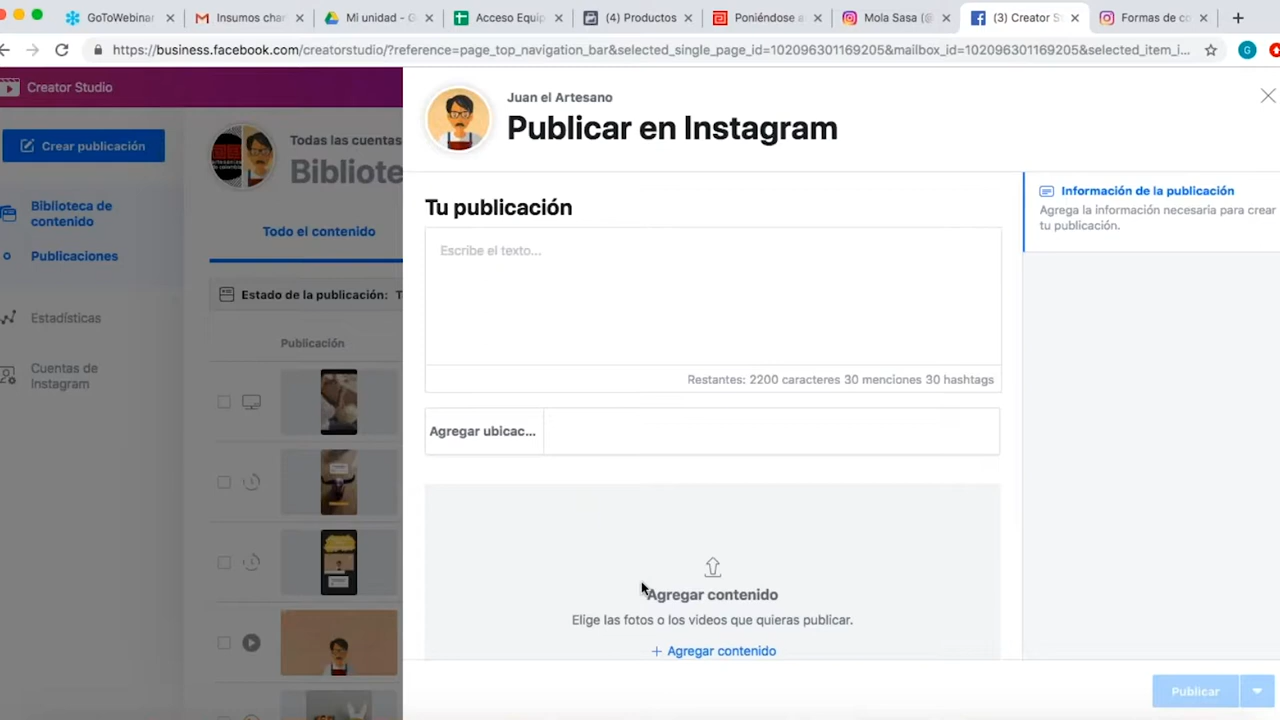 GoToWebinar
Insumos char
Mi unidad - G
Acceso Equip
(4) Productos
Poniéndose a
Mola Sasa (@
(3) Creator S
Formas de co
https://business.facebook.com/creatorstudio/?reference=page_top_navigation_bar&selected_single_page_id=102096301169205&mailbox_id=102096301169205&selected_item_i...
G
Creator Studio
Crear publicación
Biblioteca de
contenido
Publicaciones
Estadísticas
Cuentas de
Instagram
Todas las cuentas
Bibliote
Todo el contenido
Estado de la publicación: T
Publicación
Juan el Artesano
Publicar en Instagram
Tu publicación
Escribe el texto...
Restantes: 2200 caracteres 30 menciones 30 hashtags
Agregar ubicac...
Agregar contenido
Elige las fotos o los videos que quieras publicar.
+ Agregar contenido
Información de la publicación
Agrega la información necesaria para crear
tu publicación.
Publicar